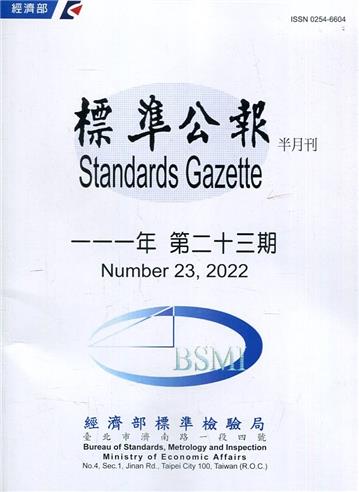 經濟部
ISSN 0254-6604
標準公報 半月刊
Standards Gazette
一一一年 第二十三期
Number 23, 2022
BSMI
經濟部標準檢驗局
臺北市濟南路一段四號
Bureau of Standards, Metrology and Inspection
Ministry of Economic Affairs
No.4, Sec.1, Jinan Rd., Taipei City 100, Taiwan (R.O.C.)